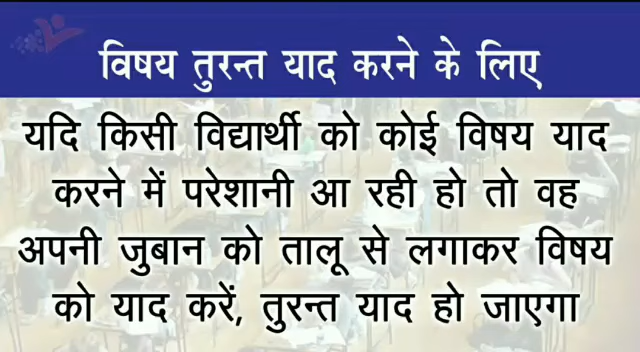 विषय तुरन्त याद करने के लिए
यदि किसी विद्यार्थी को कोई विषय याद
करने में परेशानी आ रही हो तो वह
अपनी जुबान को तालू से लगाकर विषय
को याद करें, तुरन्त याद हो जाएगा